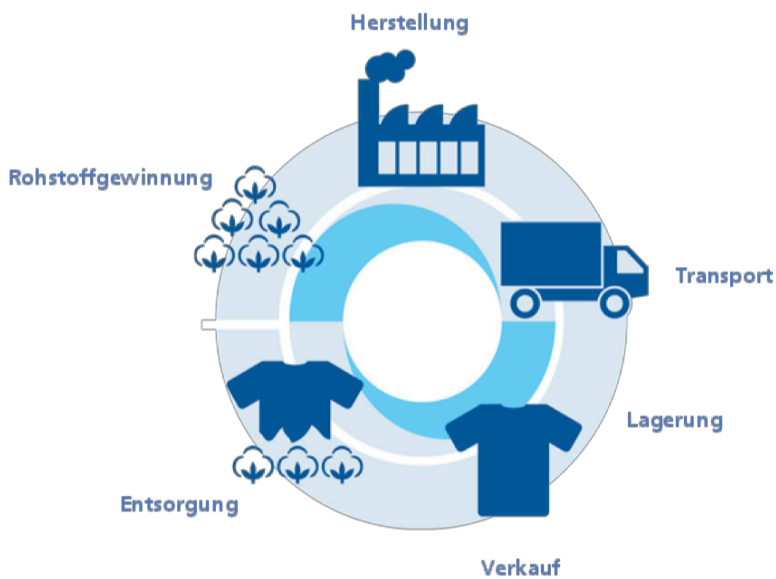 Herstellung
Rohstoffgewinnung
Transport
Lagerung
Entsorgung
Verkauf